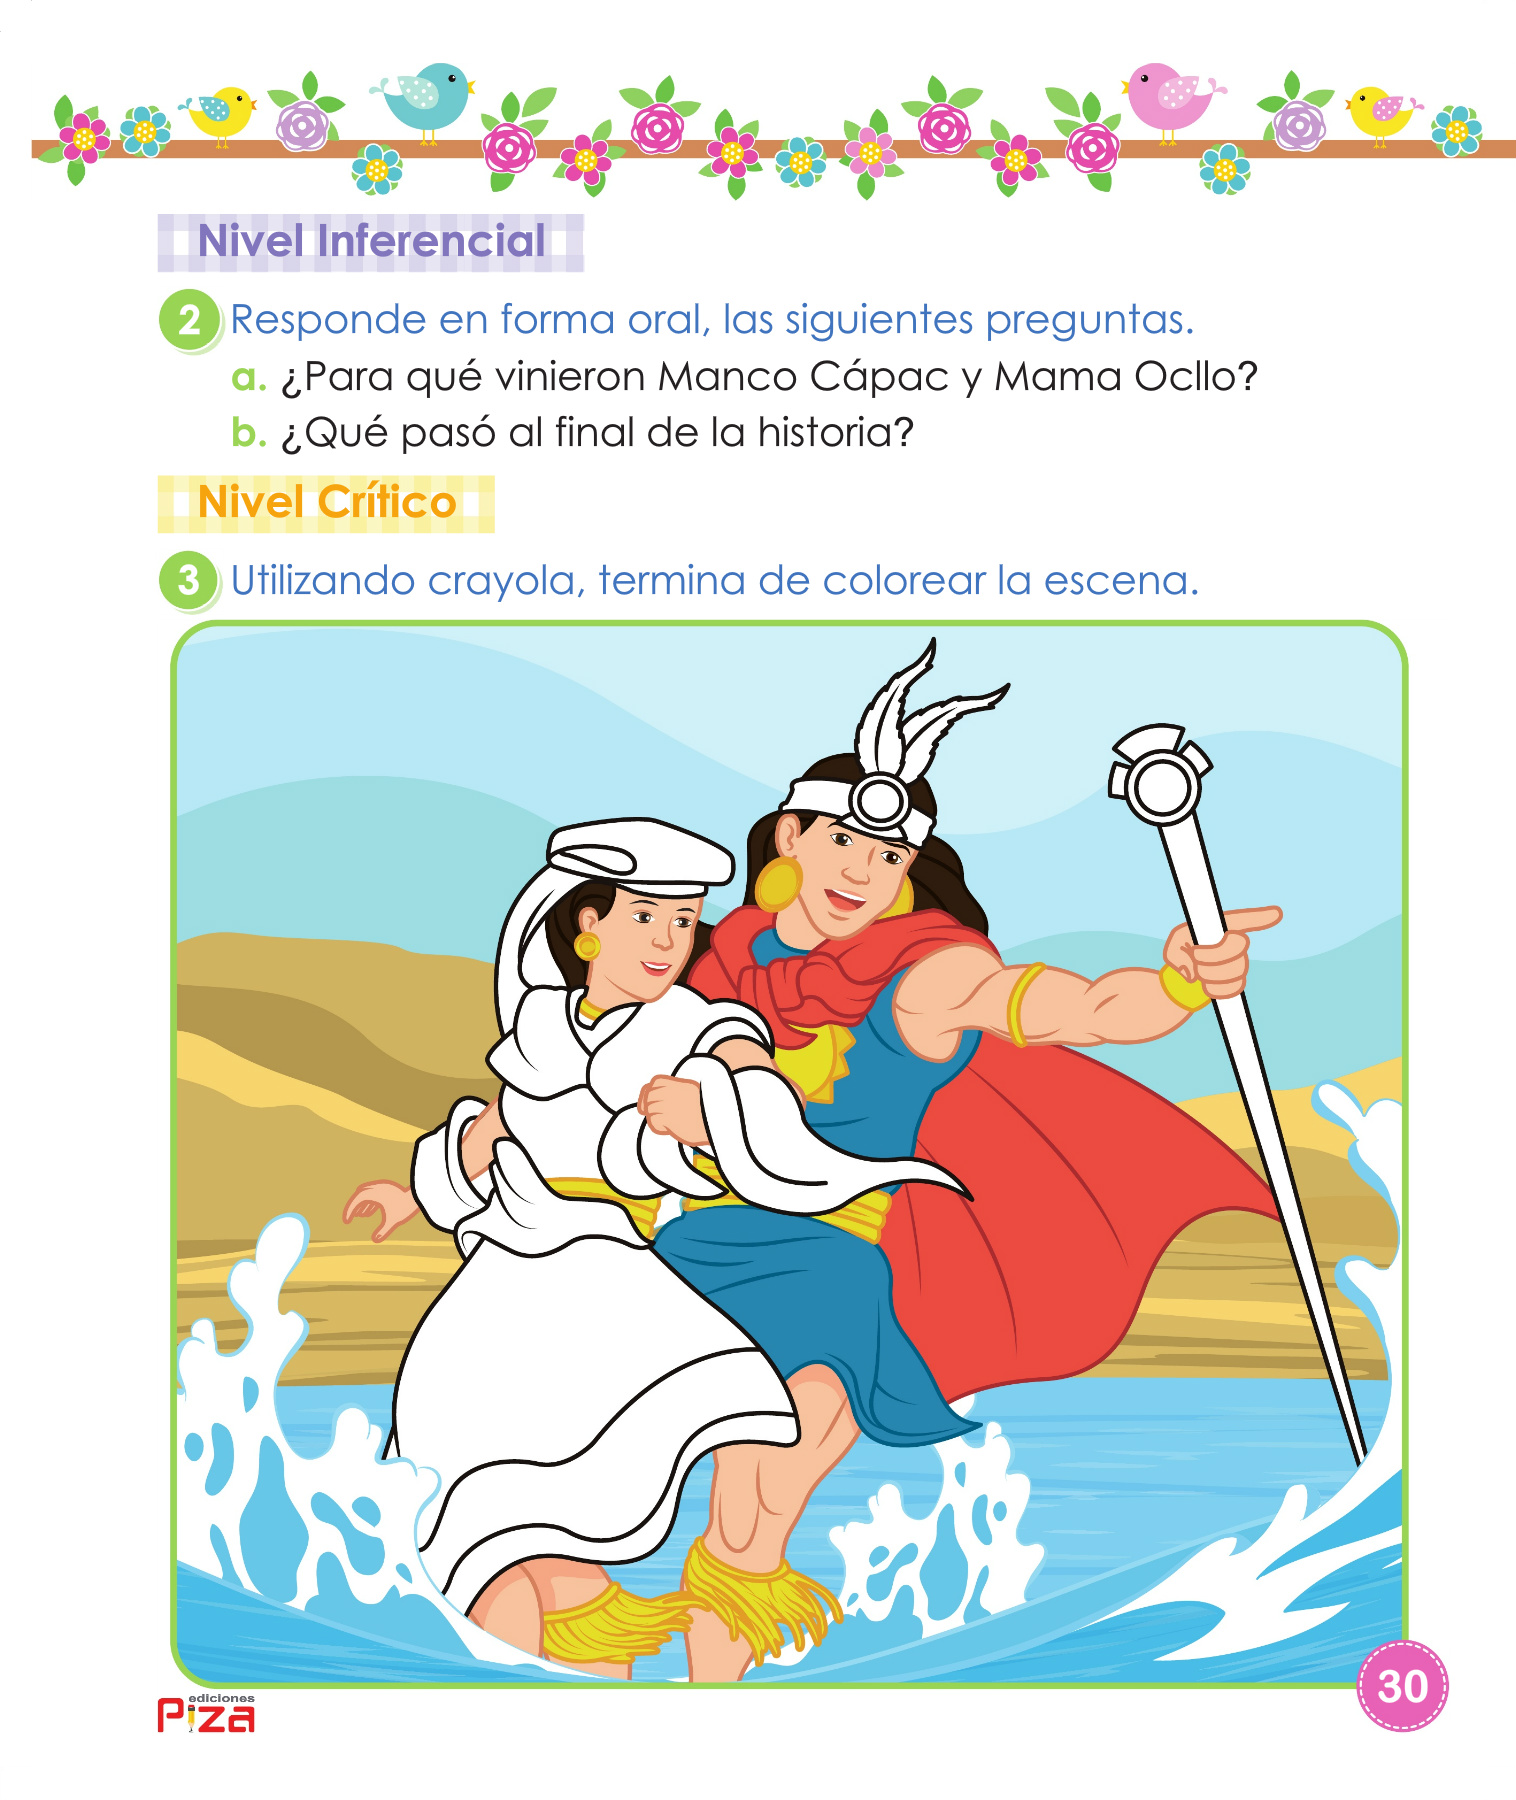 Nivel Inferencial
2 Responde en forma oral, las siguientes preguntas.
a. ¿Para qué vinieron Manco Cápac y Mama Ocllo?
b. ¿Qué pasó al final de la historia?
Nivel Crítico
3 Utilizando crayola, termina de colorear la escena.
ediciones
Piza
30